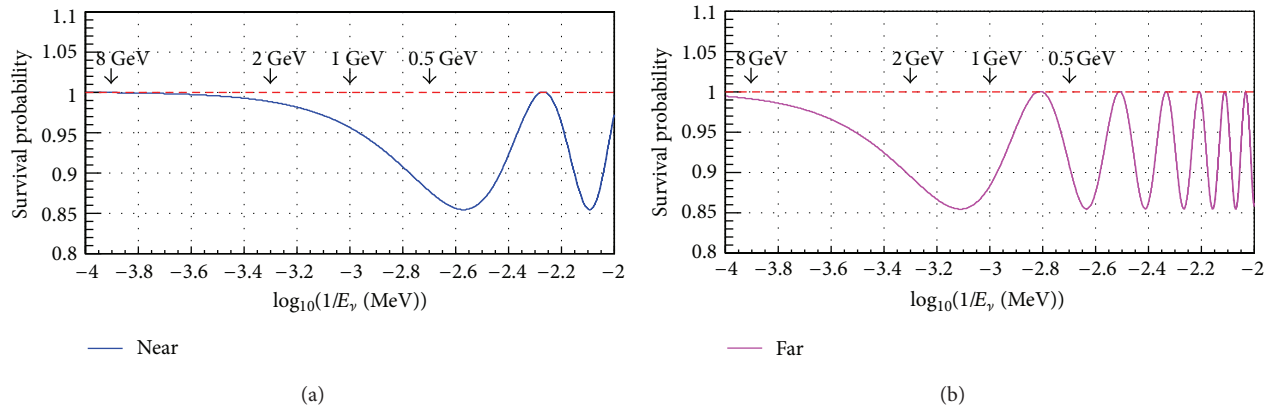 1.1
1.05
1
0.95
0.9
0.85
0.8
Survival probability
8 GeV
2 GeV
1 GeV
0.5 GeV
−4 −3.8 −3.6 −3.4 −3.2 −3 −2.8 −2.6 −2.4 −2.2 −2
log₁₀(1/Eν (MeV))
Near
(a)
1.1
1.05
1
0.95
0.9
0.85
0.8
Survival probability
8 GeV
2 GeV
1 GeV
0.5 GeV
−4 −3.8 −3.6 −3.4 −3.2 −3 −2.8 −2.6 −2.4 −2.2 −2
log₁₀(1/Eν (MeV))
Far
(b)